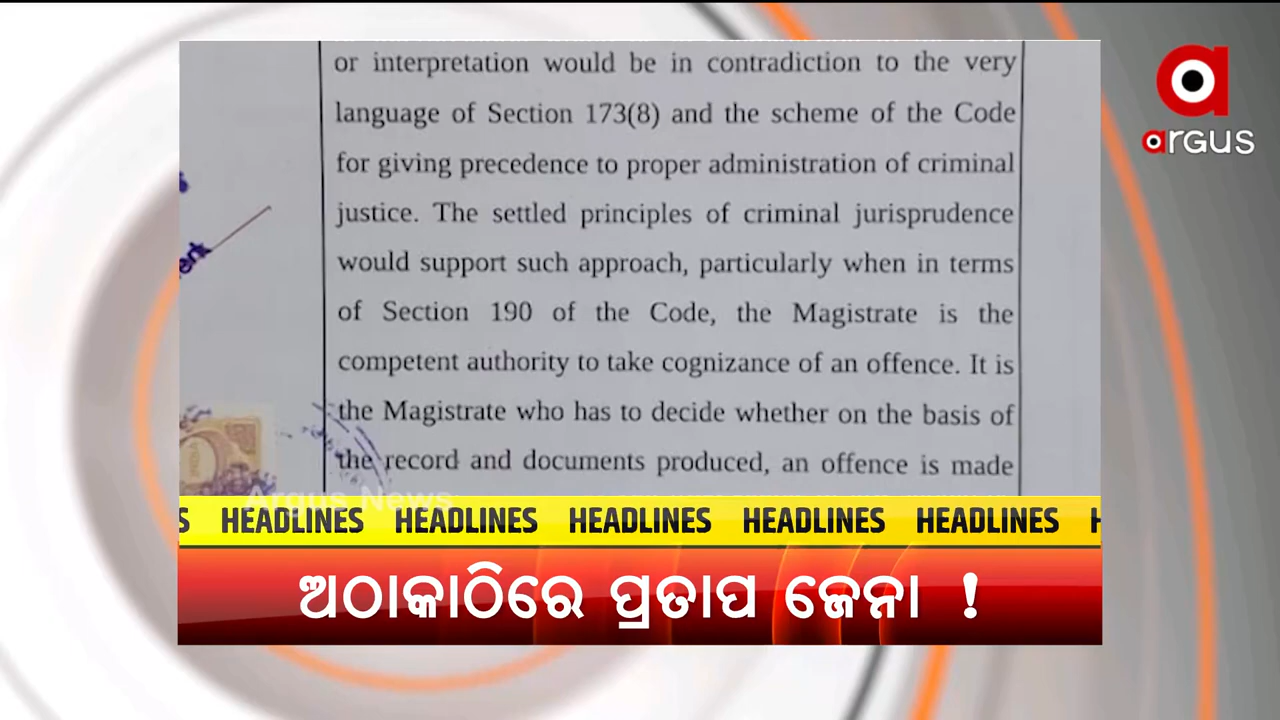 or interpretation would be in contradiction to the very
language of Section 173(8) and the scheme of the Code
for giving precedence to proper administration of criminal
justice. The settled principles of criminal jurisprudence
would support such approach, particularly when in terms
of Section 190 of the Code, the Magistrate is the
competent authority to take cognizance of an offence. It is
the Magistrate who has to decide whether on the basis of
the record and documents produced, an offence is made
argus
Argus News
S HEADLINES HEADLINES HEADLINES HEADLINES HEADLINES H
ଅଠାକାଠିରେ ପ୍ରତାପ ଜେନା !